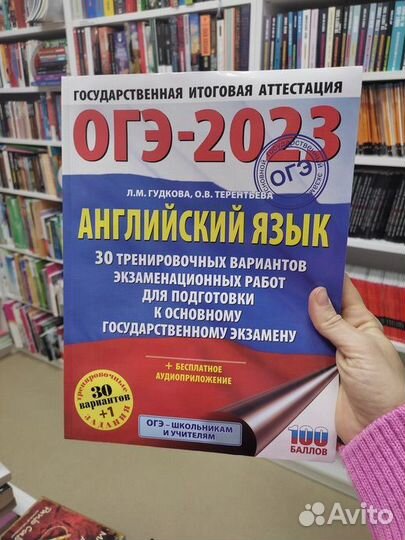 ГОСУДАРСТВЕННАЯ ИТОГОВАЯ АТТЕСТАЦИЯ
ОГЭ-2023
ОГЭ
Л.М. ГУДКОВА, О.В. ТЕРЕНТЬЕВА
АНГЛИЙСКИЙ ЯЗЫК
30 ТРЕНИРОВОЧНЫХ ВАРИАНТОВ
ЭКЗАМЕНАЦИОННЫХ РАБОТ
ДЛЯ ПОДГОТОВКИ
К ОСНОВНОМУ
ГОСУДАРСТВЕННОМУ ЭКЗАМЕНУ
+ БЕСПЛАТНОЕ
АУДИОПРИЛОЖЕНИЕ
тренировочные
30
вариантов
+1
ЗАДАНИЯ
ОГЭ – ШКОЛЬНИКАМ
И УЧИТЕЛЯМ
100
БАЛЛОВ
Avito